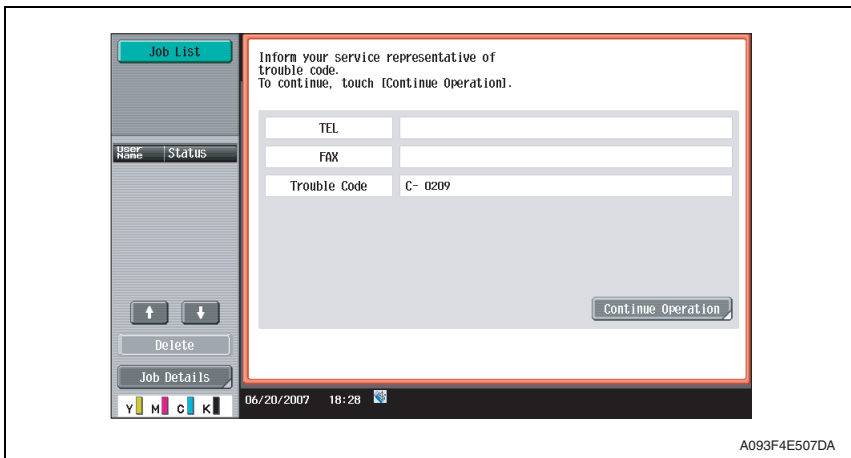 Job List
Inform your service representative of
trouble code.
To continue, touch [Continue Operation].
TEL
FAX
Trouble Code C- 0209
User Name Status
Continue Operation
Delete
Job Details
Y M C K
06/20/2007 18:28
A093F4E507DA